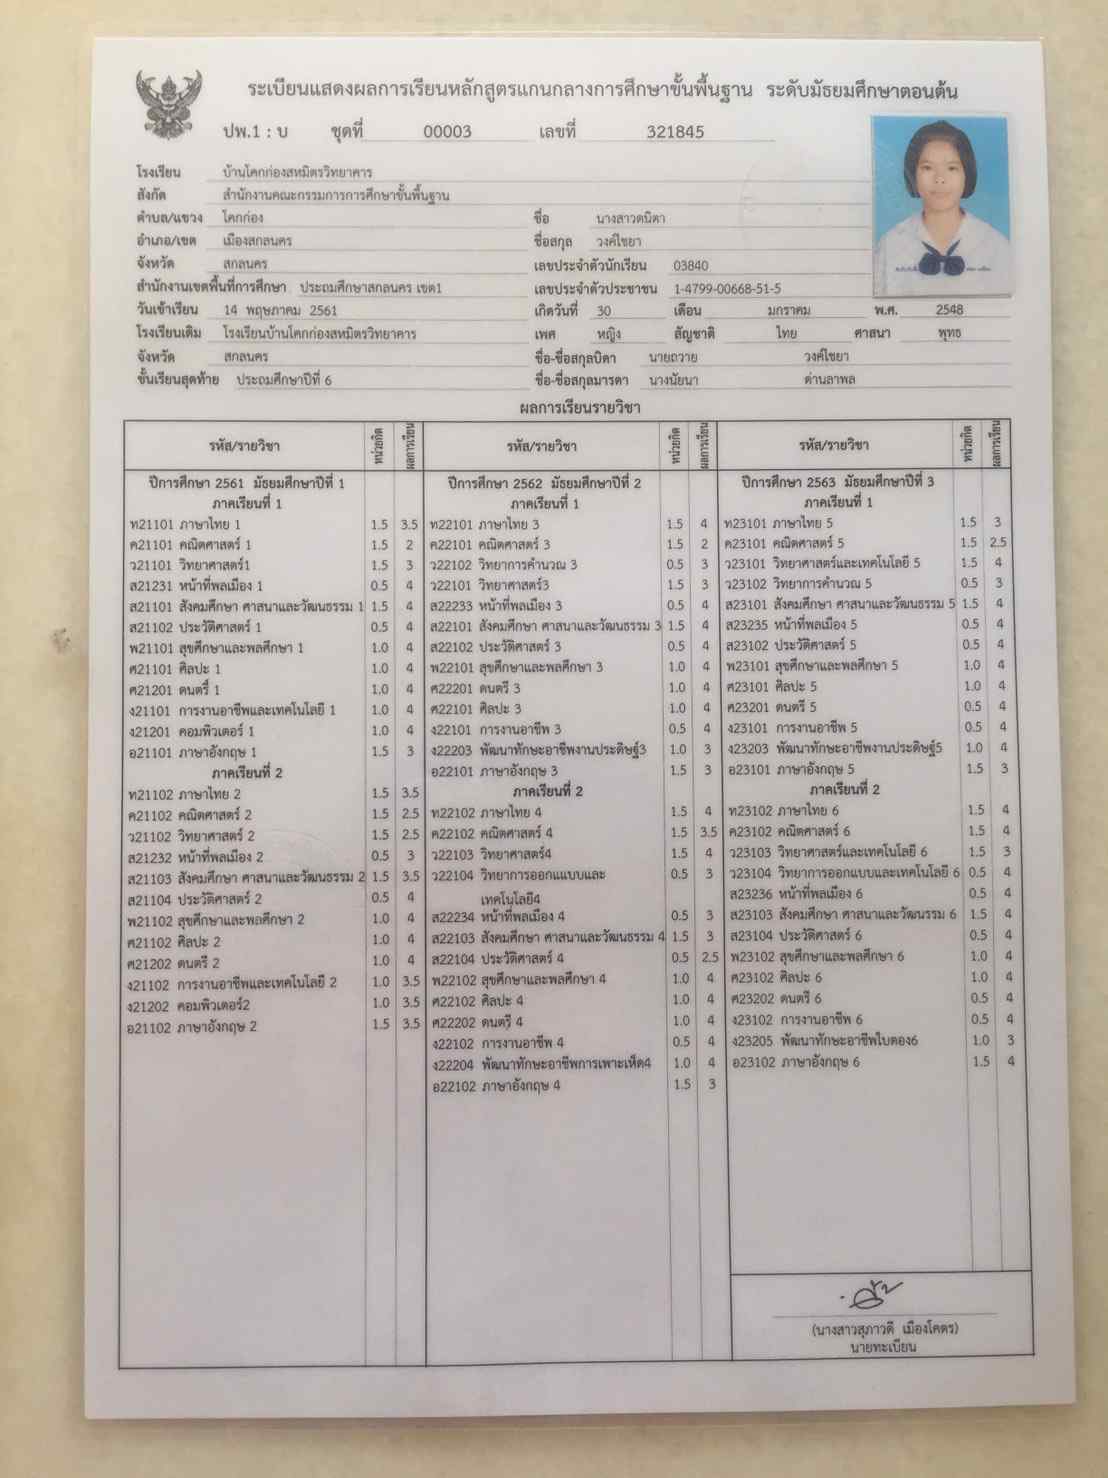 ระเบียนแสดงผลการเรียนหลักสูตรแกนกลางการศึกษาขั้นพื้นฐาน ระดับมัธยมศึกษาตอนต้น
ปพ.1 : บ ชุดที่ 00003 เลขที่ 321845
โรงเรียน บ้านโคกก่องสหมิตรวิทยาคาร
สังกัด สำนักงานคณะกรรมการการศึกษาขั้นพื้นฐาน
ตำบล/แขวง โคกก่อง
อำเภอ/เขต เมืองสกลนคร
จังหวัด สกลนคร
สำนักงานเขตพื้นที่การศึกษา ประถมศึกษาสกลนคร เขต1
วันเข้าเรียน 14 พฤษภาคม 2561
โรงเรียนเดิม โรงเรียนบ้านโคกก่องสหมิตรวิทยาคาร
จังหวัด สกลนคร
ชั้นเรียนสุดท้าย ประถมศึกษาปีที่ 6
ชื่อ นางสาวตนิตา
ชื่อสกุล วงค์ไชยา
เลขประจำตัวนักเรียน 03840
เลขประจำตัวประชาชน 1-4799-00668-51-5
เกิดวันที่ 30 เดือน มกราคม พ.ศ. 2548
เพศ หญิง สัญชาติ ไทย ศาสนา พุทธ
ชื่อ-ชื่อสกุลบิดา นายถวาย วงค์ไชยา
ชื่อ-ชื่อสกุลมารดา นางนัยนา ด่านลาพล
ผลการเรียนรายวิชา
รหัส/รายวิชา หน่วยกิต ผลการเรียน
ปีการศึกษา 2561 มัธยมศึกษาปีที่ 1
ภาคเรียนที่ 1
ท21101 ภาษาไทย 1 1.5 3.5
ค21101 คณิตศาสตร์ 1 1.5 2
ว21101 วิทยาศาสตร์1 1.5 3
ส21231 หน้าที่พลเมือง 1 0.5 4
ส21101 สังคมศึกษา ศาสนาและวัฒนธรรม 1 1.5 4
ส21102 ประวัติศาสตร์ 1 0.5 4
พ21101 สุขศึกษาและพลศึกษา 1 1.0 4
ศ21101 ศิลปะ 1 1.0 4
ศ21201 ดนตรี 1 1.0 4
ง21101 การงานอาชีพและเทคโนโลยี 1 1.0 4
ง21201 คอมพิวเตอร์ 1 1.0 4
อ21101 ภาษาอังกฤษ 1 1.5 3
ภาคเรียนที่ 2
ท21102 ภาษาไทย 2 1.5 3.5
ค21102 คณิตศาสตร์ 2 1.5 2.5
ว21102 วิทยาศาสตร์ 2 1.5 2.5
ส21232 หน้าที่พลเมือง 2 0.5 3
ส21103 สังคมศึกษา ศาสนาและวัฒนธรรม 2 1.5 3.5
ส21104 ประวัติศาสตร์ 2 0.5 4
พ21102 สุขศึกษาและพลศึกษา 2 1.0 4
ศ21102 ศิลปะ 2 1.0 4
ศ21202 ดนตรี 2 1.0 4
ง21102 การงานอาชีพและเทคโนโลยี 2 1.0 3.5
ง21202 คอมพิวเตอร์2 1.0 3.5
อ21102 ภาษาอังกฤษ 2 1.5 3.5
รหัส/รายวิชา หน่วยกิต ผลการเรียน
ปีการศึกษา 2562 มัธยมศึกษาปีที่ 2
ภาคเรียนที่ 1
ท22101 ภาษาไทย 3 1.5 4
ค22101 คณิตศาสตร์ 3 1.5 2
ว22102 วิทยาการคำนวณ 3 0.5 3
ว22101 วิทยาศาสตร์3 1.5 3
ส22233 หน้าที่พลเมือง 3 0.5 4
ส22101 สังคมศึกษา ศาสนาและวัฒนธรรม 3 1.5 4
ส22102 ประวัติศาสตร์ 3 0.5 4
พ22101 สุขศึกษาและพลศึกษา 3 1.0 4
ศ22201 ดนตรี 3 1.0 4
ศ22101 ศิลปะ 3 1.0 4
ง22101 การงานอาชีพ 3 0.5 4
ง22203 พัฒนาทักษะอาชีพงานประดิษฐ์3 1.0 3
อ22101 ภาษาอังกฤษ 3 1.5 3
ภาคเรียนที่ 2
ท22102 ภาษาไทย 4 1.5 4
ค22102 คณิตศาสตร์ 4 1.5 3.5
ว22103 วิทยาศาสตร์4 1.5 4
ว22104 วิทยาการออกแแบบและ 0.5 3
เทคโนโลยี4
ส22234 หน้าที่พลเมือง 4 0.5 3
ส22103 สังคมศึกษา ศาสนาและวัฒนธรรม 4 1.5 3
ส22104 ประวัติศาสตร์ 4 0.5 2.5
พ22102 สุขศึกษาและพลศึกษา 4 1.0 4
ศ22102 ศิลปะ 4 1.0 4
ศ22202 ดนตรี 4 1.0 4
ง22102 การงานอาชีพ 4 0.5 4
ง22204 พัฒนาทักษะอาชีพการเพาะเห็ด4 1.0 4
อ22102 ภาษาอังกฤษ 4 1.5 3
รหัส/รายวิชา หน่วยกิต ผลการเรียน
ปีการศึกษา 2563 มัธยมศึกษาปีที่ 3
ภาคเรียนที่ 1
ท23101 ภาษาไทย 5 1.5 3
ค23101 คณิตศาสตร์ 5 1.5 2.5
ว23101 วิทยาศาสตร์และเทคโนโลยี 5 1.5 4
ว23102 วิทยาการคำนวณ 5 0.5 3
ส23101 สังคมศึกษา ศาสนาและวัฒนธรรม 5 1.5 4
ส23235 หน้าที่พลเมือง 5 0.5 4
ส23102 ประวัติศาสตร์ 5 0.5 4
พ23101 สุขศึกษาและพลศึกษา 5 1.0 4
ศ23101 ศิลปะ 5 1.0 4
ศ23201 ดนตรี 5 0.5 4
ง23101 การงานอาชีพ 5 0.5 4
ง23203 พัฒนาทักษะอาชีพงานประดิษฐ์5 1.0 4
อ23101 ภาษาอังกฤษ 5 1.5 3
ภาคเรียนที่ 2
ท23102 ภาษาไทย 6 1.5 4
ค23102 คณิตศาสตร์ 6 1.5 4
ว23103 วิทยาศาสตร์และเทคโนโลยี 6 1.5 3
ว23104 วิทยาการออกแบบและเทคโนโลยี 6 0.5 4
ส23236 หน้าที่พลเมือง 6 0.5 4
ส23103 สังคมศึกษา ศาสนาและวัฒนธรรม 6 1.5 4
ส23104 ประวัติศาสตร์ 6 0.5 4
พ23102 สุขศึกษาและพลศึกษา 6 1.0 4
ศ23102 ศิลปะ 6 1.0 4
ศ23202 ดนตรี 6 0.5 4
ง23102 การงานอาชีพ 6 0.5 4
ง23205 พัฒนาทักษะอาชีพใบตอง6 1.0 3
อ23102 ภาษาอังกฤษ 6 1.5 4
(นางสาวสุภาวดี เมืองโคตร)
นายทะเบียน